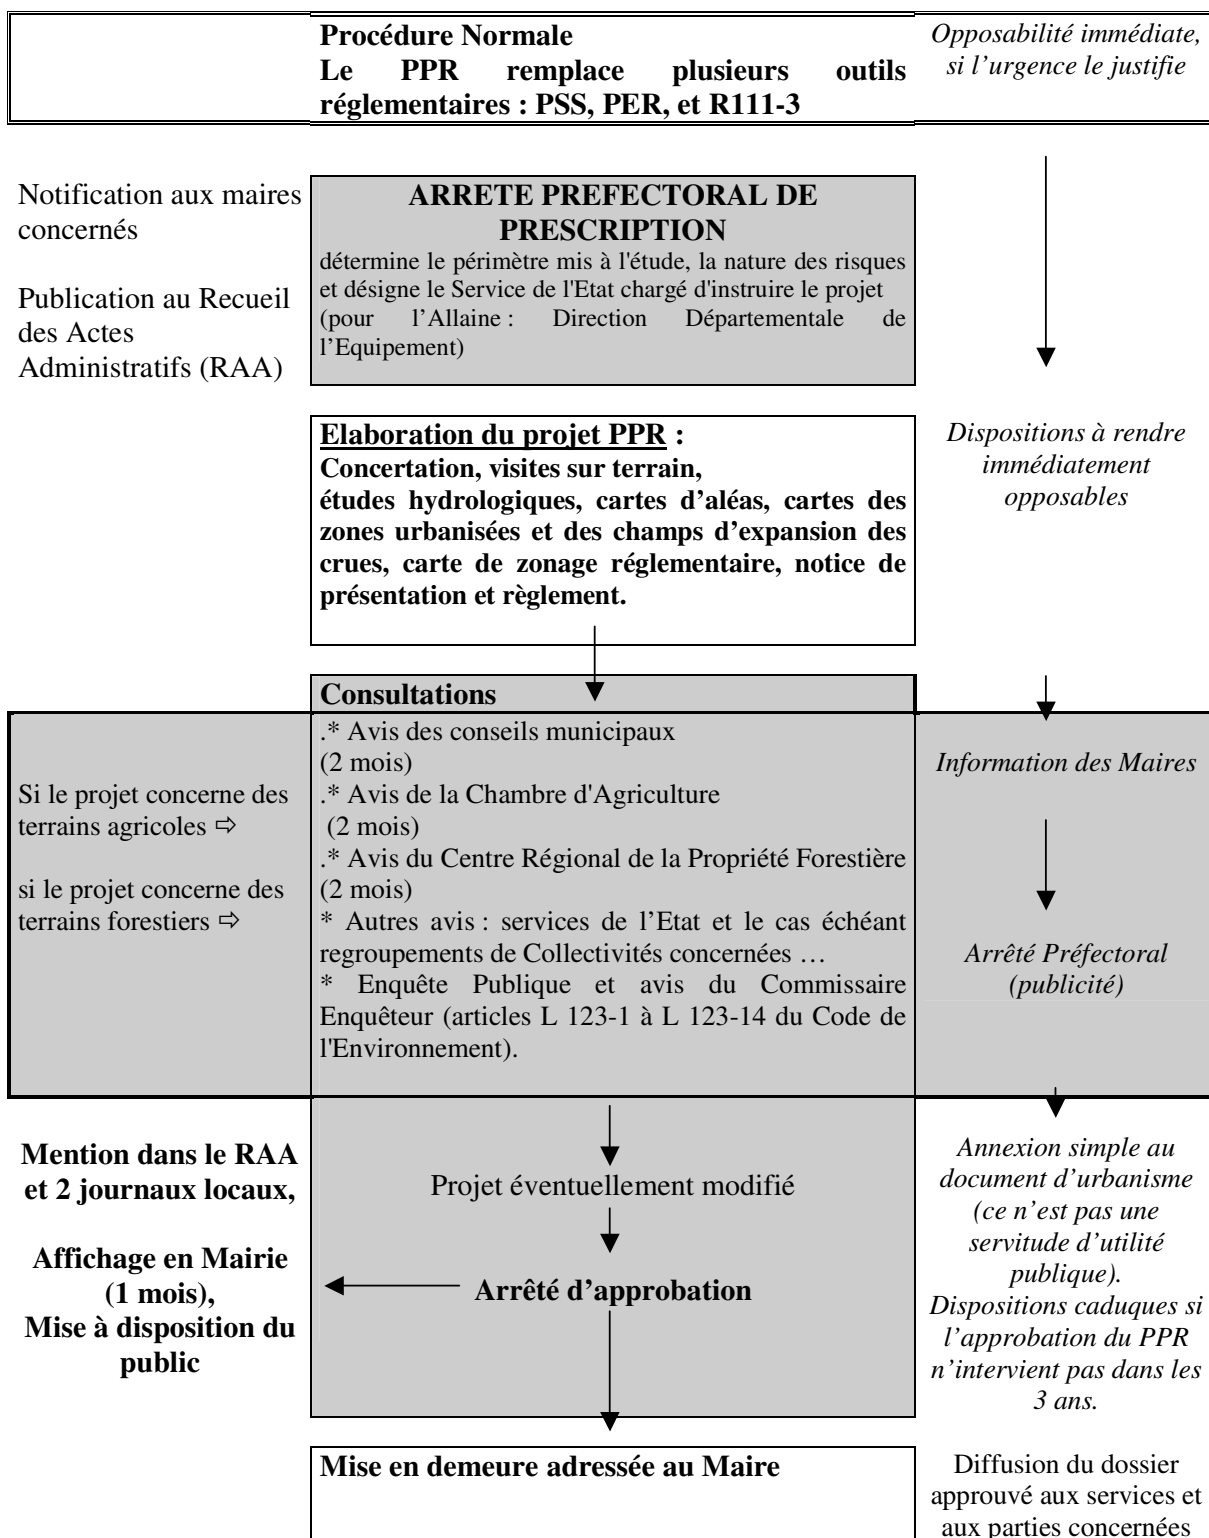 Procédure Normale
Le PPR remplace plusieurs outils
réglementaires : PSS, PER, et R111-3
Opposabilité immédiate,
si l’urgence le justifie
Notification aux maires
concernés
Publication au Recueil
des Actes
Administratifs (RAA)
ARRETE PREFECTORAL DE
PRESCRIPTION
détermine le périmètre mis à l'étude, la nature des risques
et désigne le Service de l'Etat chargé d'instruire le projet
(pour l’Allaine : Direction Départementale de
l’Equipement)
Elaboration du projet PPR :
Concertation, visites sur terrain,
études hydrologiques, cartes d’aléas, cartes des
zones urbanisées et des champs d’expansion des
crues, carte de zonage réglementaire, notice de
présentation et règlement.
Dispositions à rendre
immédiatement
opposables
Consultations
Si le projet concerne des
terrains agricoles ⇨
si le projet concerne des
terrains forestiers ⇨
.* Avis des conseils municipaux
(2 mois)
.* Avis de la Chambre d'Agriculture
(2 mois)
.* Avis du Centre Régional de la Propriété Forestière
(2 mois)
* Autres avis : services de l’Etat et le cas échéant
regroupements de Collectivités concernées …
* Enquête Publique et avis du Commissaire
Enquêteur (articles L 123-1 à L 123-14 du Code de
l'Environnement).
Information des Maires
Arrêté Préfectoral
(publicité)
Mention dans le RAA
et 2 journaux locaux,
Affichage en Mairie
(1 mois),
Mise à disposition du
public
Projet éventuellement modifié
Arrêté d’approbation
Annexion simple au
document d’urbanisme
(ce n’est pas une
servitude d’utilité
publique).
Dispositions caduques si
l’approbation du PPR
n’intervient pas dans les
3 ans.
Mise en demeure adressée au Maire
Diffusion du dossier
approuvé aux services et
aux parties concernées